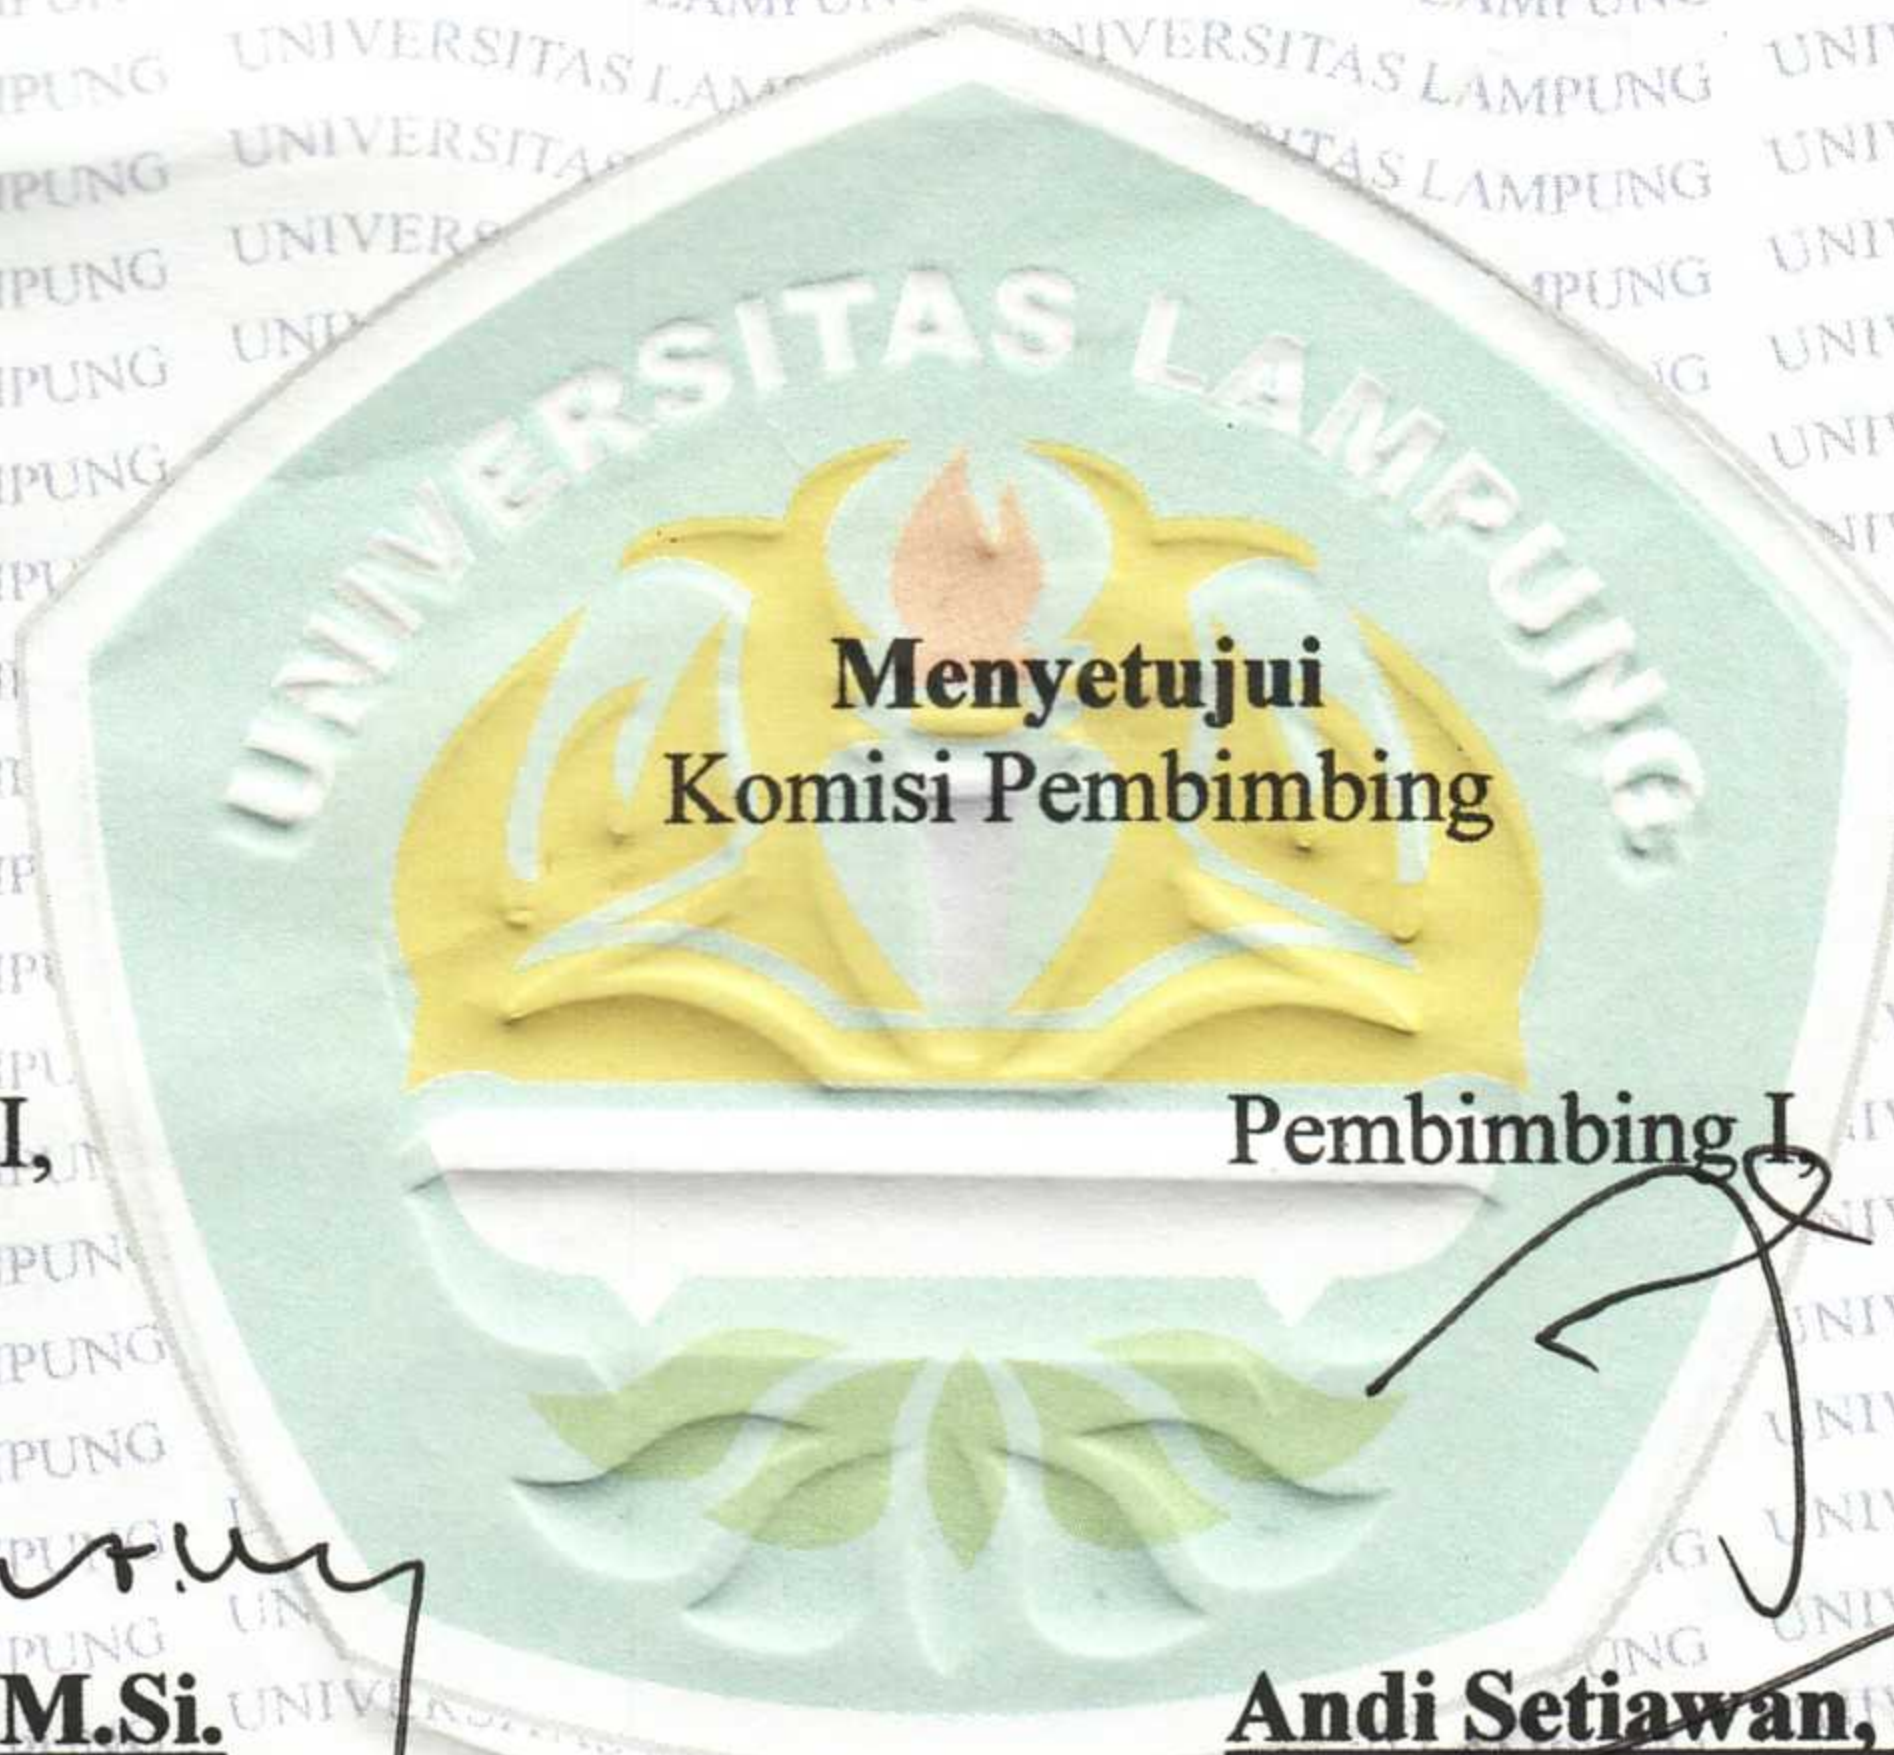 UNIVERSITAS LAMPUNG
Menyetujui
Komisi Pembimbing
I,
Pembimbing I,
M.Si.
Andi Setiawan,